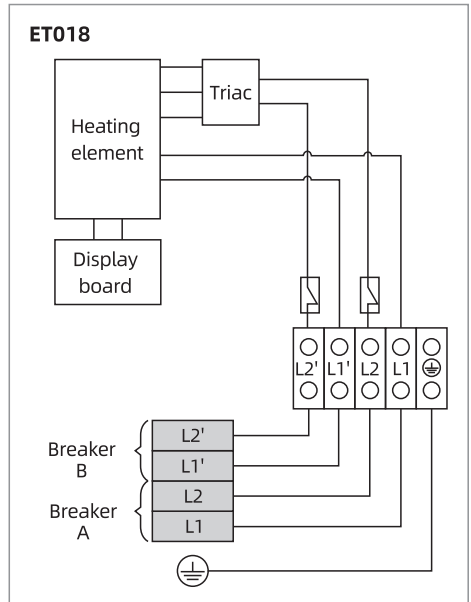 ET018
Triac
Heating
element
Display
board
L2' L1' L2 L1
Breaker
B
L2'
L1'
Breaker
A
L2
L1